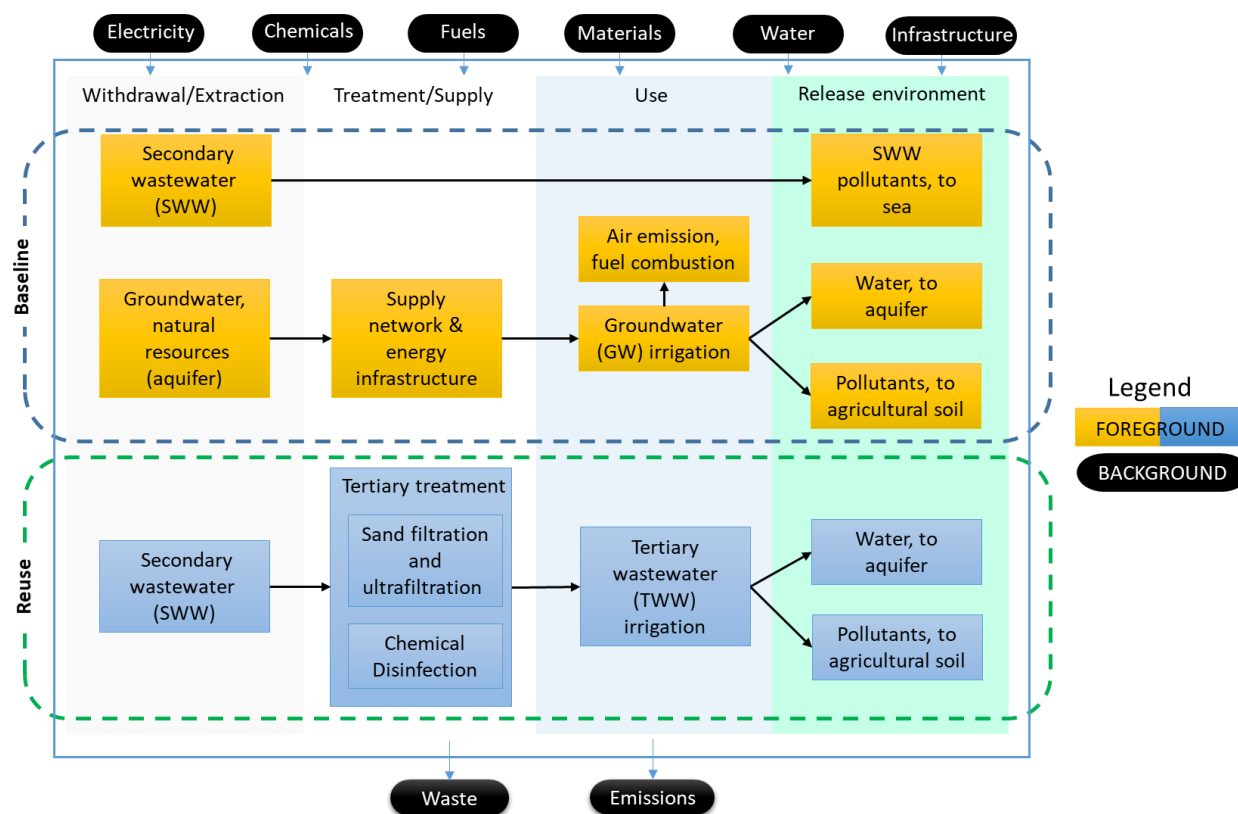 Electricity
Chemicals
Fuels
Materials
Water
Infrastructure
Withdrawal/Extraction
Treatment/Supply
Use
Release environment
Baseline
Secondary
wastewater
(SWW)
SWW
pollutants, to
sea
Air emission,
fuel combustion
Groundwater,
natural
resources
(aquifer)
Supply
network &
energy
infrastructure
Groundwater
(GW) irrigation
Water, to
aquifer
Pollutants, to
agricultural soil
Legend
FOREGROUND
BACKGROUND
Reuse
Secondary
wastewater
(SWW)
Tertiary treatment
Sand filtration
and
ultrafiltration
Chemical
Disinfection
Tertiary
wastewater
(TWW)
irrigation
Water, to
aquifer
Pollutants, to
agricultural soil
Waste
Emissions